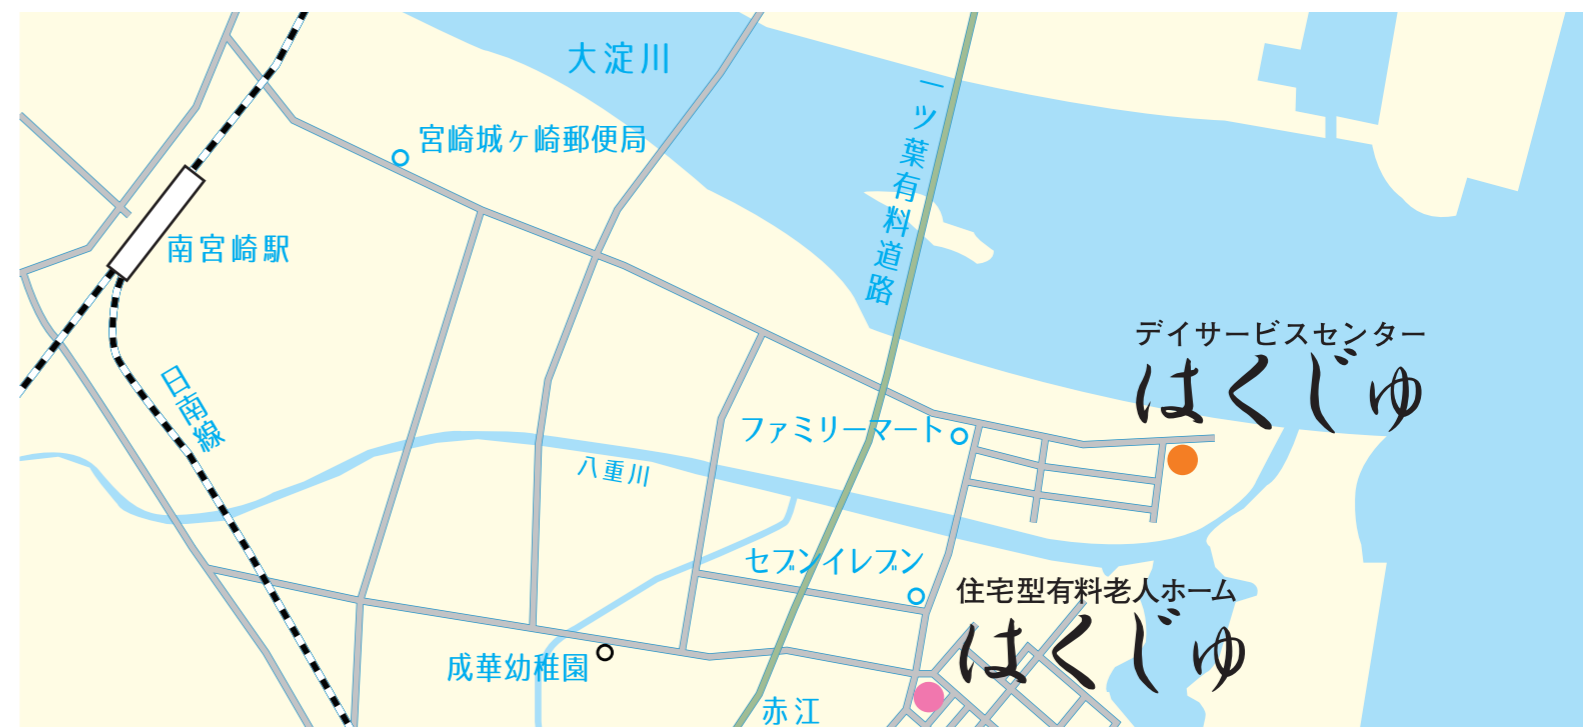 大淀川
一ツ葉有料道路
宮崎城ヶ崎郵便局
南宮崎駅
デイサービスセンター
はくじゅ
日南線
ファミリーマート
八重川
セブンイレブン
住宅型有料老人ホーム
はくじゅ
成華幼稚園
赤江